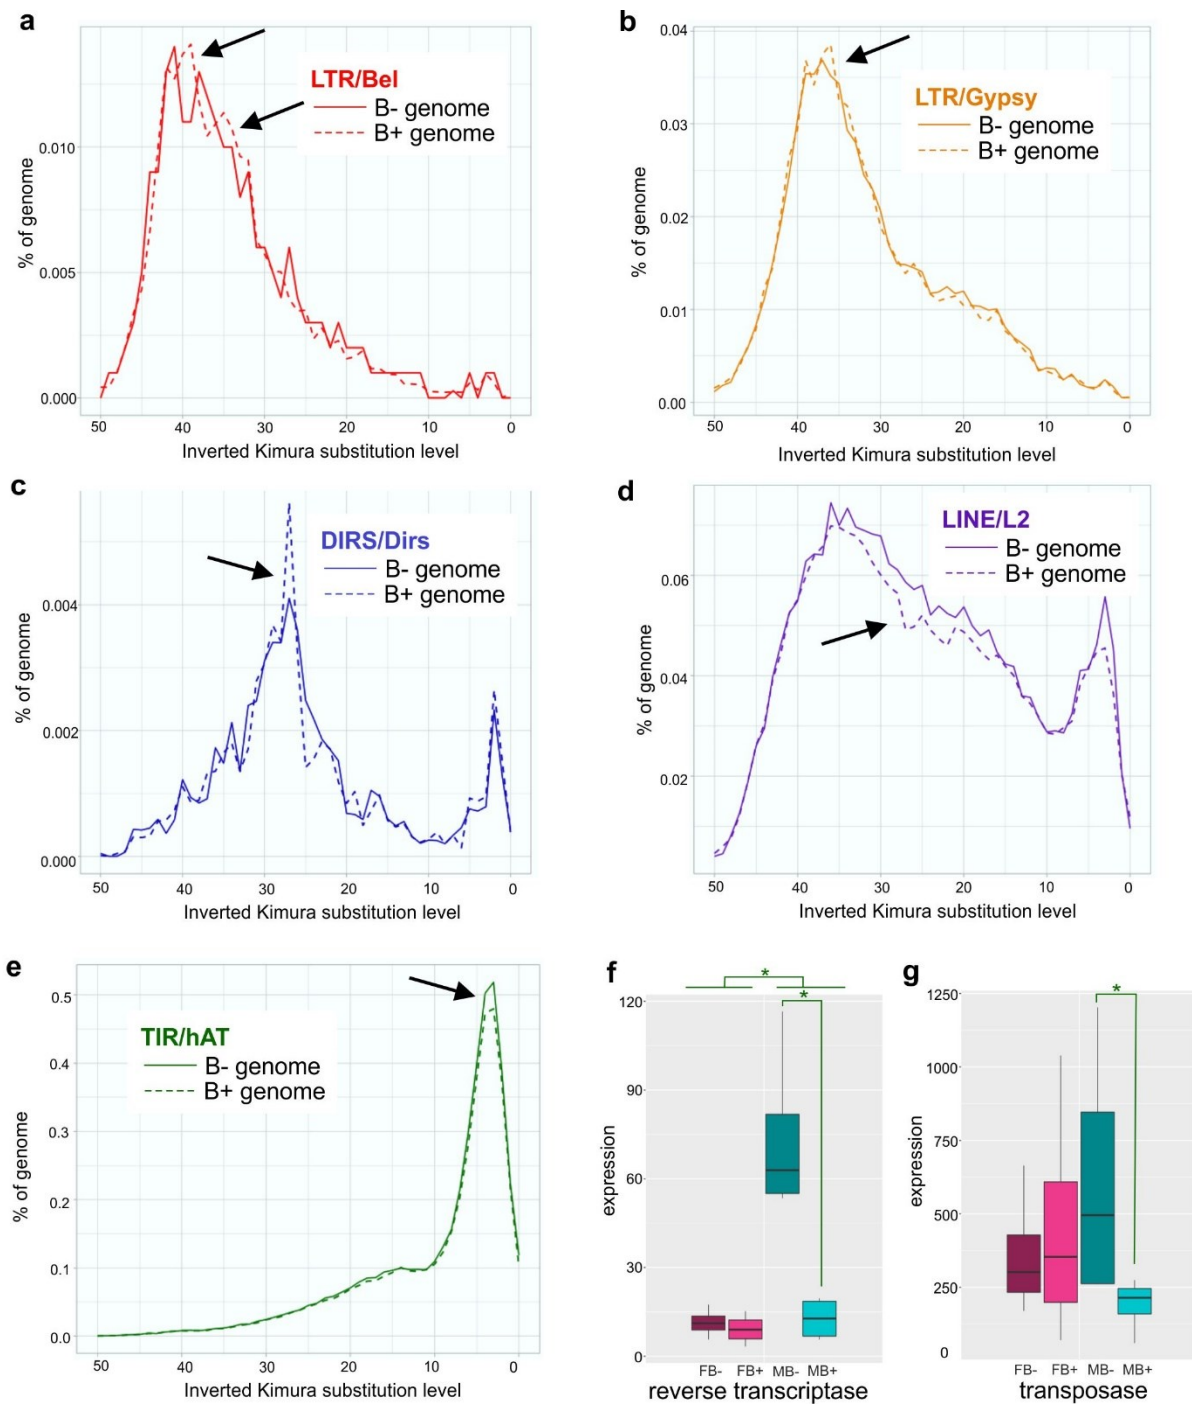 a
LTR/Bel
B- genome
B+ genome
% of genome
0.010
0.005
0.000
50 40 30 20 10 0
Inverted Kimura substitution level
b
LTR/Gypsy
B- genome
B+ genome
% of genome
0.04
0.03
0.02
0.01
0.00
50 40 30 20 10 0
Inverted Kimura substitution level
c
DIRS/Dirs
B- genome
B+ genome
% of genome
0.004
0.002
0.000
50 40 30 20 10 0
Inverted Kimura substitution level
d
LINE/L2
B- genome
B+ genome
% of genome
0.06
0.04
0.02
50 40 30 20 10 0
Inverted Kimura substitution level
e
TIR/hAT
B- genome
B+ genome
% of genome
0.5
0.4
0.3
0.2
0.1
0.0
50 40 30 20 10 0
Inverted Kimura substitution level
f
*
*
expression
120
90
60
30
0
FB- FB+ MB- MB+
reverse transcriptase
g
*
expression
1250
1000
750
500
250
0
FB- FB+ MB- MB+
transposase